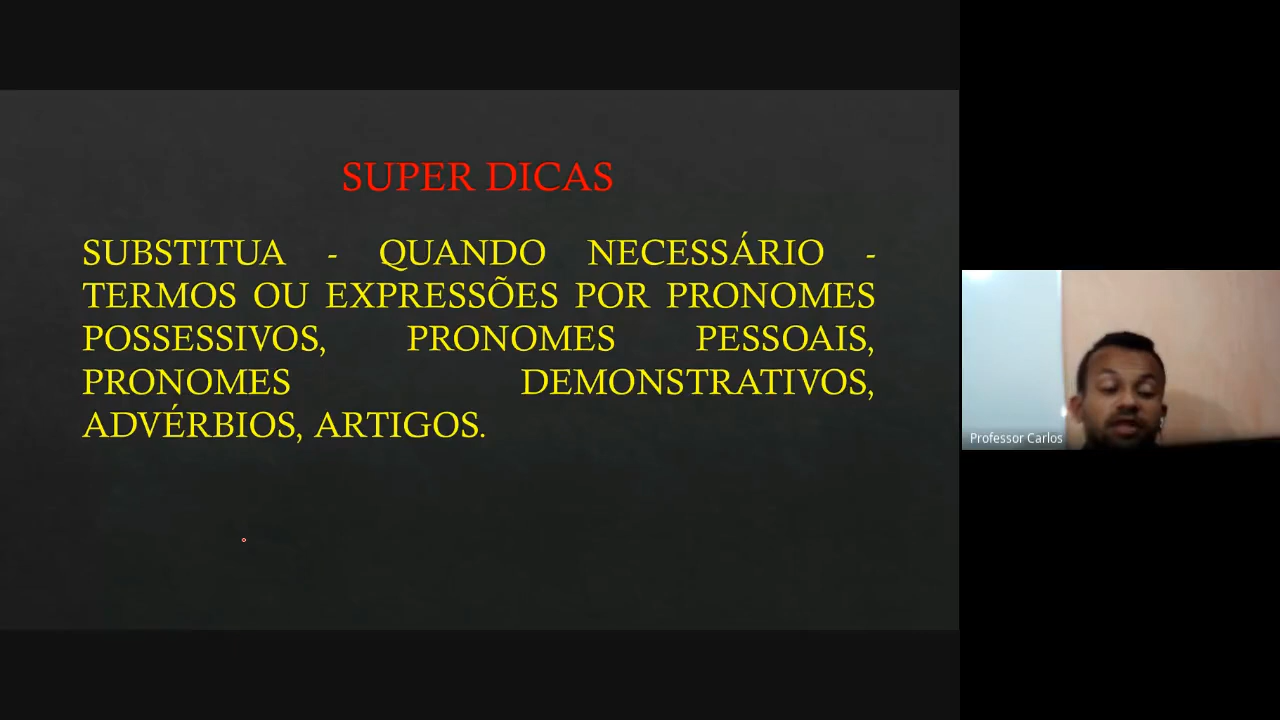 SUPER DICAS
SUBSTITUA - QUANDO NECESSÁRIO -
TERMOS OU EXPRESSÕES POR PRONOMES
POSSESSIVOS, PRONOMES PESSOAIS,
PRONOMES DEMONSTRATIVOS,
ADVÉRBIOS, ARTIGOS.
Professor Carlos